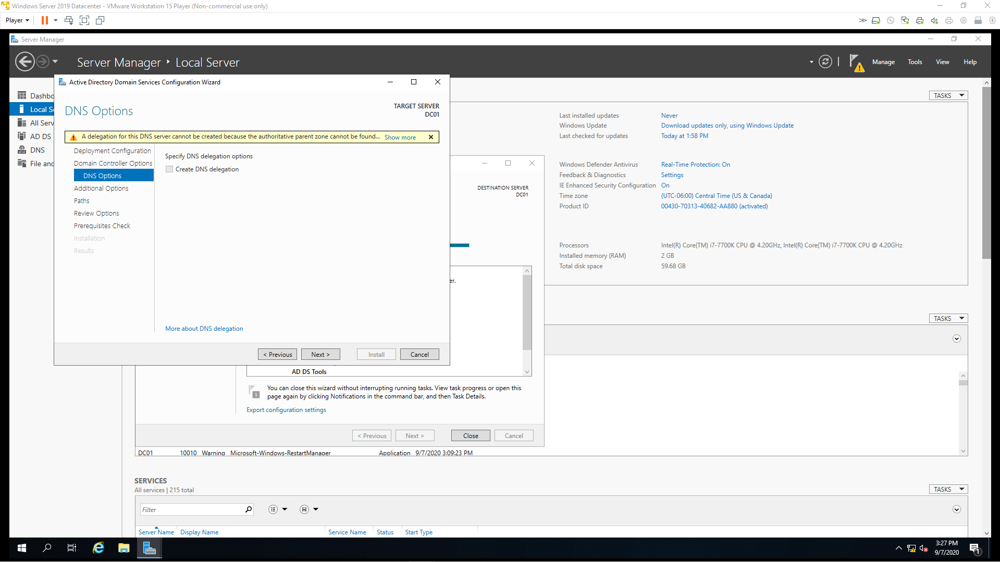 Windows Server 2019 Datacenter - VMware Workstation 15 Player (Non-commercial use only)
Player
Server Manager
Server Manager
Local Server
Manage
Tools
View
Help
Dashbo
Local Se
All Serv
AD DS
DNS
File and
Active Directory Domain Services Configuration Wizard
DNS Options
TARGET SERVER
DC01
A delegation for this DNS server cannot be created because the authoritative parent zone cannot be found...
Show more
Deployment Configuration
Domain Controller Options
DNS Options
Additional Options
Paths
Review Options
Prerequisites Check
Installation
Results
Specify DNS delegation options
Create DNS delegation
More about DNS delegation
< Previous
Next >
Install
Cancel
TASKS
Last installed updates Never
Windows Update Download updates only, using Windows Update
Last checked for updates Today at 1:58 PM
Windows Defender Antivirus Real-Time Protection: On
Feedback & Diagnostics Settings
IE Enhanced Security Configuration On
Time zone (UTC-06:00) Central Time (US & Canada)
Product ID 00430-70313-40682-AA880 (activated)
Processors Intel(R) Core(TM) i7-7700K CPU @ 4.20GHz, Intel(R) Core(TM) i7-7700K CPU @ 4.20GHz
Installed memory (RAM) 2 GB
Total disk space 59.68 GB
DESTINATION SERVER
DC01
er.
AD DS Tools
1
You can close this wizard without interrupting running tasks. View task progress or open this
page again by clicking Notifications in the command bar, and then Task Details.
Export configuration settings
< Previous
Next >
Close
Cancel
TASKS
DC01 10010 Warning Microsoft-Windows-RestartManager Application 9/7/2020 3:09:23 PM
SERVICES
All services | 215 total
TASKS
Filter
Server Name Display Name Service Name Status Start Type
3:27 PM
9/7/2020
1